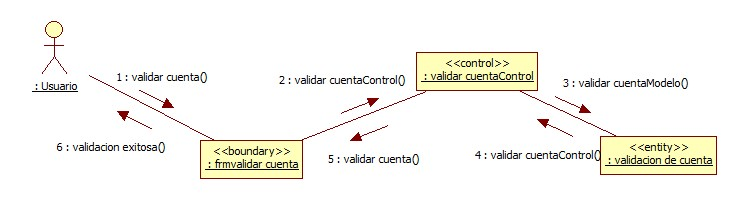 : Usuario
1 : validar cuenta()
6 : validacion exitosa()
<<boundary>>
: frmvalidar cuenta
2 : validar cuentaControl()
5 : validar cuenta()
<<control>>
: validar cuentaControl
3 : validar cuentaModelo()
4 : validar cuentaControl()
<<entity>>
: validacion de cuenta